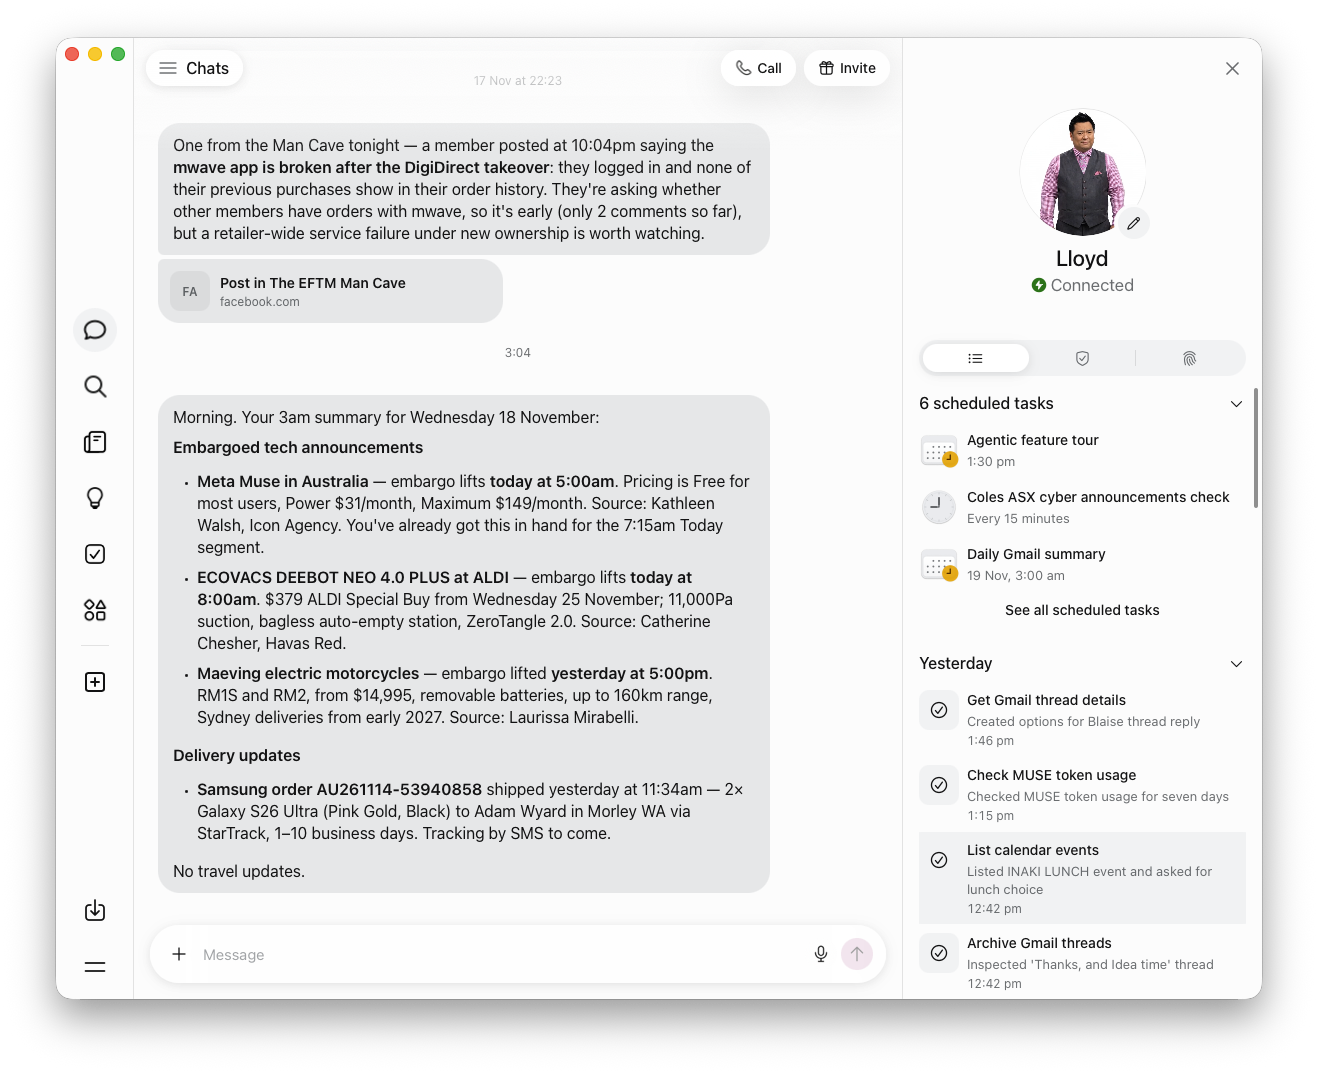 Chats
17 Nov at 22:23
Call
Invite
One from the Man Cave tonight — a member posted at 10:04pm saying the
mwave app is broken after the DigiDirect takeover: they logged in and none of
their previous purchases show in their order history. They're asking whether
other members have orders with mwave, so it's early (only 2 comments so far),
but a retailer-wide service failure under new ownership is worth watching.
FA
Post in The EFTM Man Cave
facebook.com
3:04
Morning. Your 3am summary for Wednesday 18 November:
Embargoed tech announcements
• Meta Muse in Australia — embargo lifts today at 5:00am. Pricing is Free for
most users, Power $31/month, Maximum $149/month. Source: Kathleen
Walsh, Icon Agency. You've already got this in hand for the 7:15am Today
segment.
• ECOVACS DEEBOT NEO 4.0 PLUS at ALDI — embargo lifts today at
8:00am. $379 ALDI Special Buy from Wednesday 25 November; 11,000Pa
suction, bagless auto-empty station, ZeroTangle 2.0. Source: Catherine
Chesher, Havas Red.
• Maeving electric motorcycles — embargo lifted yesterday at 5:00pm.
RM1S and RM2, from $14,995, removable batteries, up to 160km range,
Sydney deliveries from early 2027. Source: Laurissa Mirabelli.
Delivery updates
• Samsung order AU261114-53940858 shipped yesterday at 11:34am — 2×
Galaxy S26 Ultra (Pink Gold, Black) to Adam Wyard in Morley WA via
StarTrack, 1–10 business days. Tracking by SMS to come.
No travel updates.
Message
Lloyd
Connected
6 scheduled tasks
Agentic feature tour
1:30 pm
Coles ASX cyber announcements check
Every 15 minutes
Daily Gmail summary
19 Nov, 3:00 am
See all scheduled tasks
Yesterday
Get Gmail thread details
Created options for Blaise thread reply
1:46 pm
Check MUSE token usage
Checked MUSE token usage for seven days
1:15 pm
List calendar events
Listed INAKI LUNCH event and asked for
lunch choice
12:42 pm
Archive Gmail threads
Inspected 'Thanks, and Idea time' thread
12:42 pm